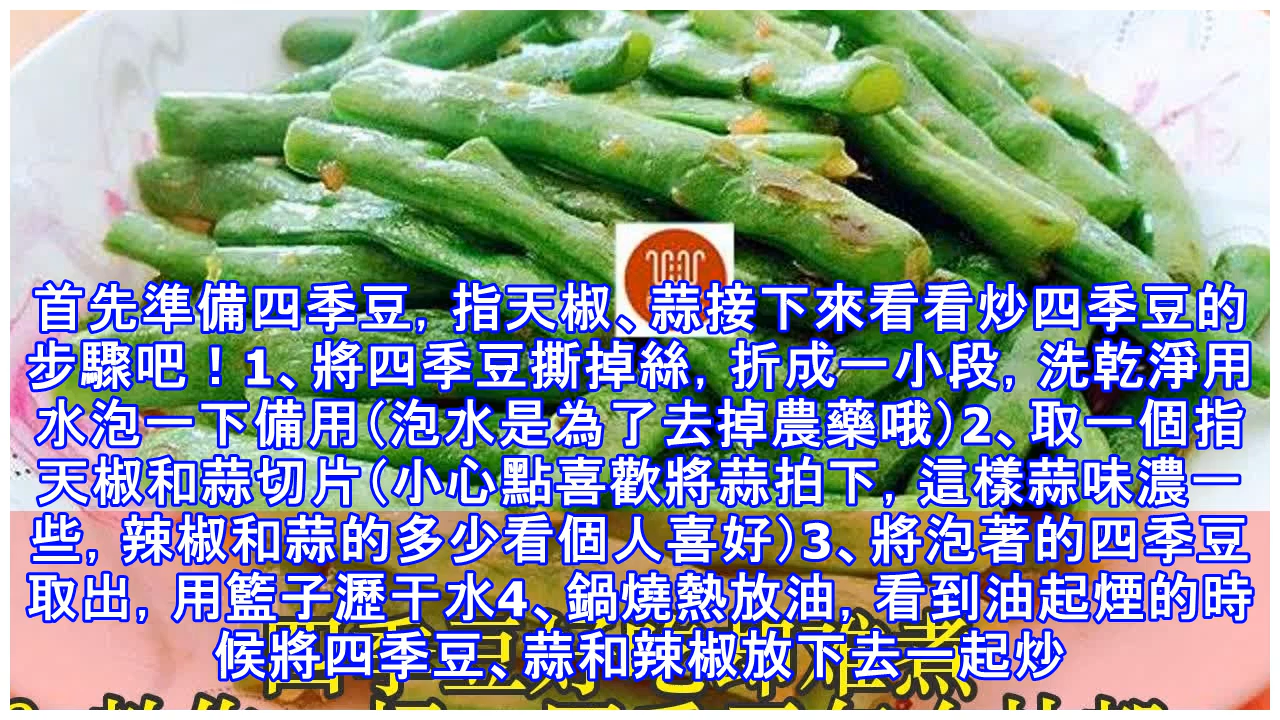 首先準備四季豆, 指天椒、蒜接下來看看炒四季豆的
步驟吧！1、將四季豆撕掉絲, 折成一小段, 洗乾淨用
水泡一下備用(泡水是為了去掉農藥哦)2、取一個指
天椒和蒜切片(小心點喜歡將蒜拍下, 這樣蒜味濃一
些, 辣椒和蒜的多少看個人喜好)3、將泡著的四季豆
取出, 用籃子瀝干水4、鍋燒熱放油, 看到油起煙的時
候將四季豆、蒜和辣椒放下去一起炒